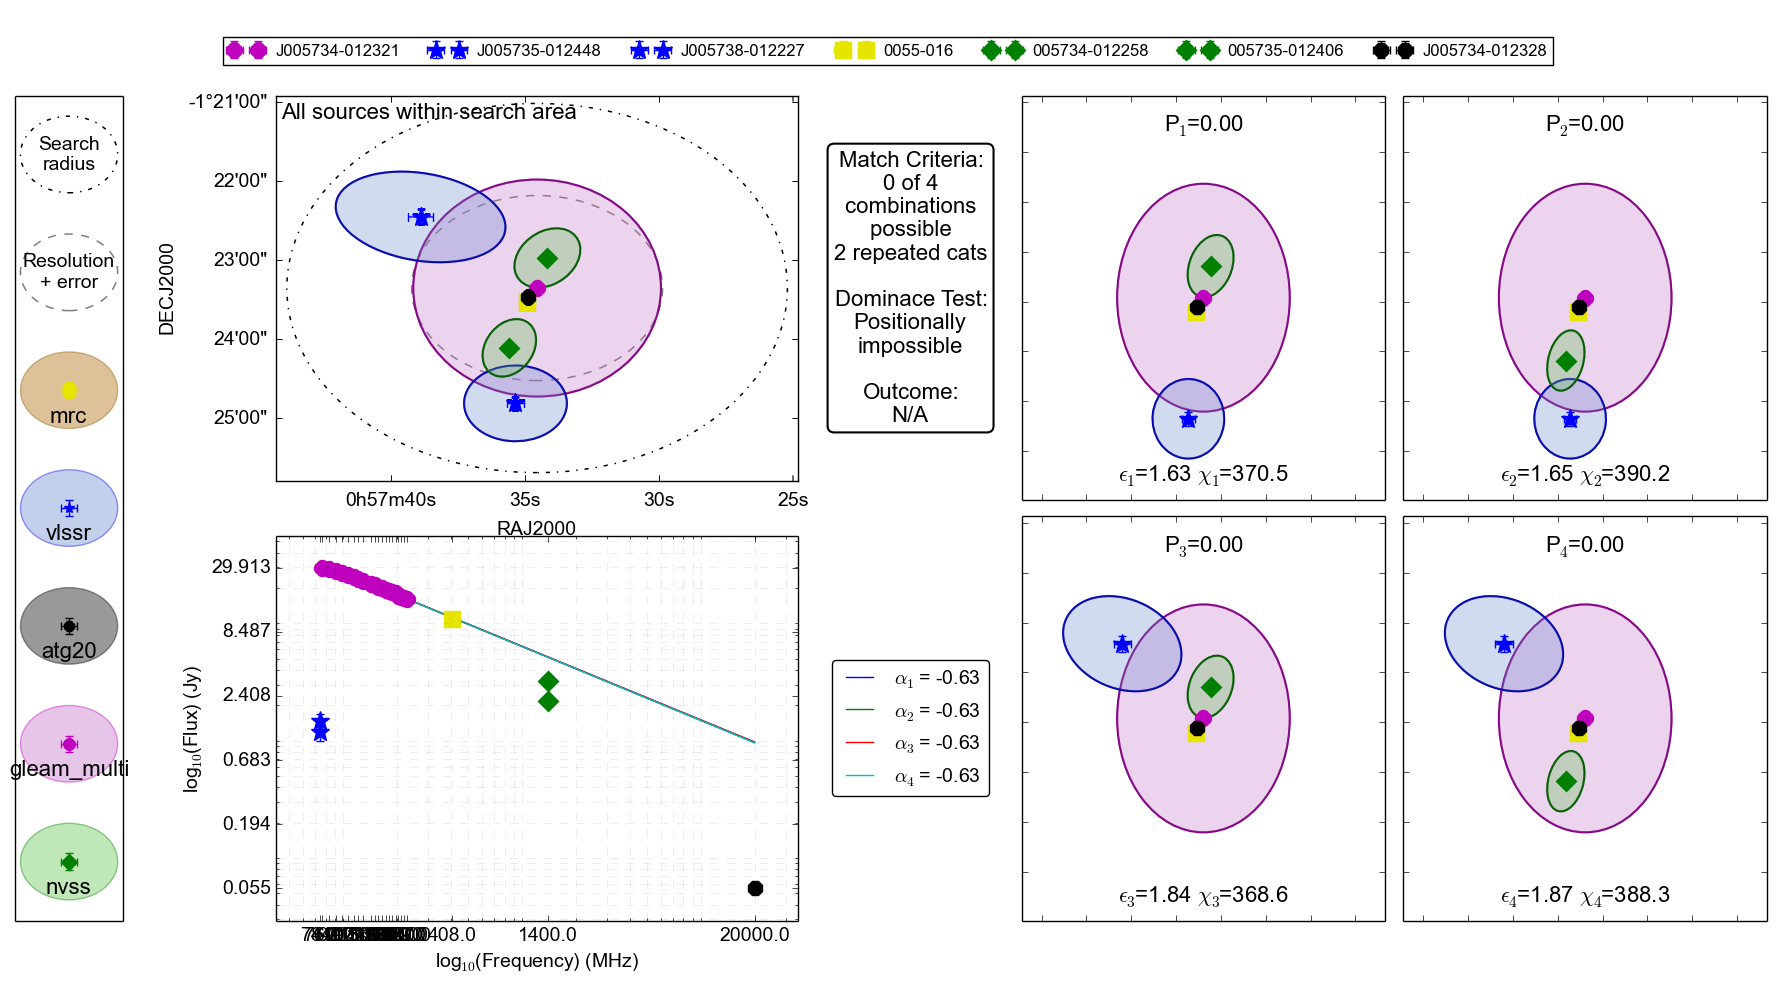 J005734-012321 J005735-012448 J005738-012227 0055-016 005734-012258 005735-012406 J005734-012328
Search
radius
Resolution
+ error
mrc
vlssr
atg20
gleam_multi
nvss
All sources within search area
-1°21'00"
22'00"
23'00"
24'00"
25'00"
DECJ2000
0h57m40s 35s 30s 25s
RAJ2000
Match Criteria:
0 of 4
combinations
possible
2 repeated cats
Dominace Test:
Positionally
impossible
Outcome:
N/A
P1=0.00
ϵ1=1.63 χ1=370.5
P2=0.00
ϵ2=1.65 χ2=390.2
P3=0.00
ϵ3=1.84 χ3=368.6
P4=0.00
ϵ4=1.87 χ4=388.3
29.913
8.487
2.408
0.683
0.194
0.055
log10(Flux) (Jy)
408.0 1400.0 20000.0
log10(Frequency) (MHz)
α1 = -0.63
α2 = -0.63
α3 = -0.63
α4 = -0.63